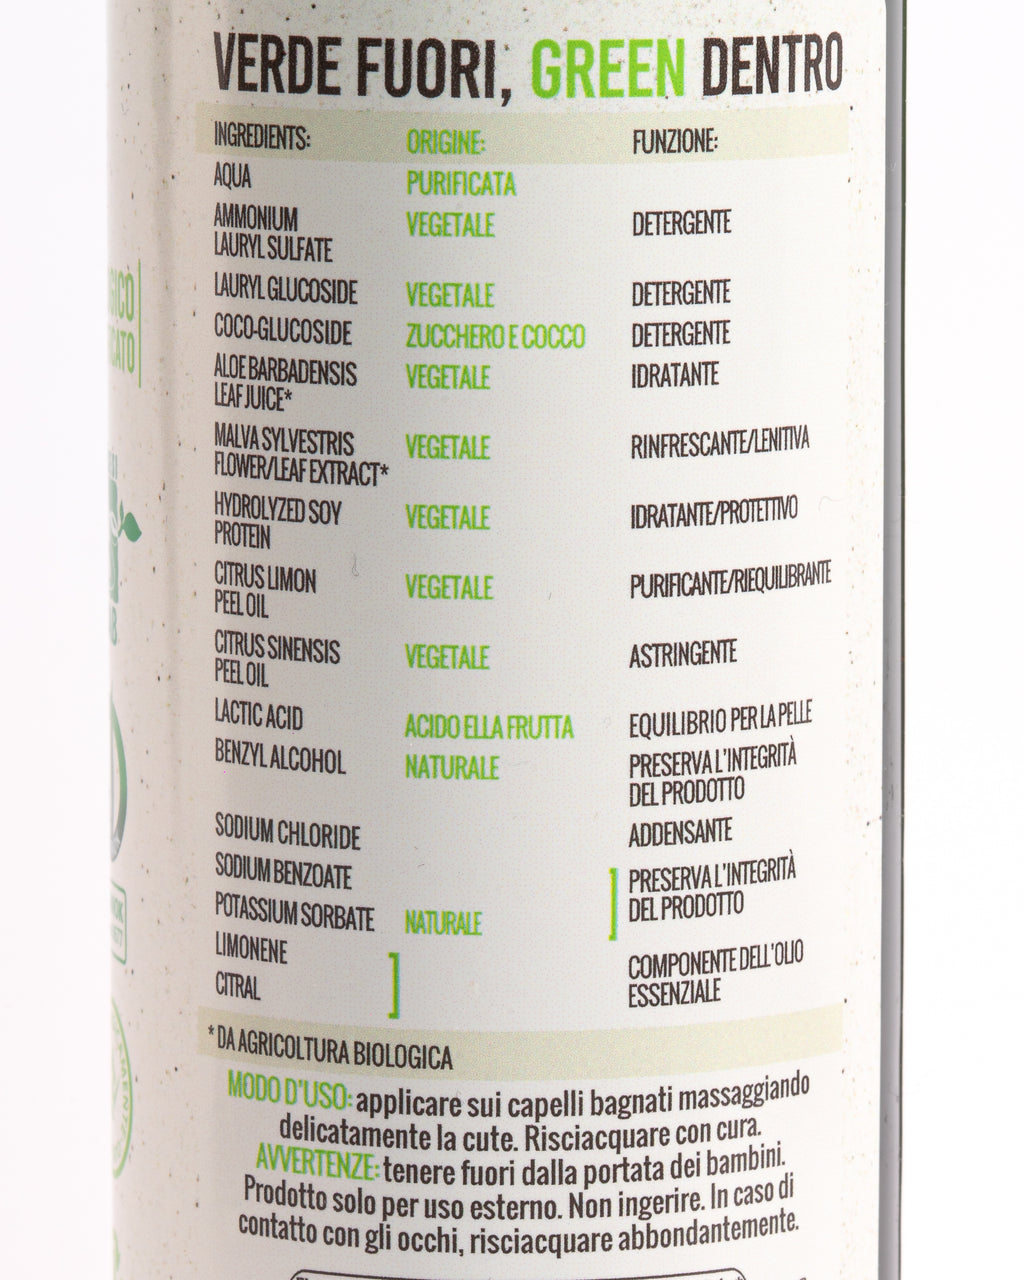 VERDE FUORI, GREEN DENTRO
INGREDIENTS: ORIGINE: FUNZIONE:
AQUA PURIFICATA
AMMONIUM VEGETALE DETERGENTE
LAURYL SULFATE
LAURYL GLUCOSIDE VEGETALE DETERGENTE
COCO-GLUCOSIDE ZUCCHERO E COCCO DETERGENTE
ALOE BARBADENSIS VEGETALE IDRATANTE
LEAF JUICE*
MALVA SYLVESTRIS VEGETALE RINFRESCANTE/LENITIVA
FLOWER/LEAF EXTRACT*
HYDROLYZED SOY VEGETALE IDRATANTE/PROTETTIVO
PROTEIN
CITRUS LIMON VEGETALE PURIFICANTE/RIEQUILIBRANTE
PEEL OIL
CITRUS SINENSIS VEGETALE ASTRINGENTE
PEEL OIL
LACTIC ACID ACIDO ELLA FRUTTA EQUILIBRIO PER LA PELLE
BENZYL ALCOHOL NATURALE PRESERVA L'INTEGRITÀ
DEL PRODOTTO
SODIUM CHLORIDE ADDENSANTE
SODIUM BENZOATE PRESERVA L'INTEGRITÀ
DEL PRODOTTO
POTASSIUM SORBATE NATURALE
LIMONENE COMPONENTE DELL'OLIO
CITRAL ESSENZIALE
*DA AGRICOLTURA BIOLOGICA
MODO D'USO: applicare sui capelli bagnati massaggiando
delicatamente la cute. Risciacquare con cura.
AVVERTENZE: tenere fuori dalla portata dei bambini.
Prodotto solo per uso esterno. Non ingerire. In caso di
contatto con gli occhi, risciacquare abbondantemente.